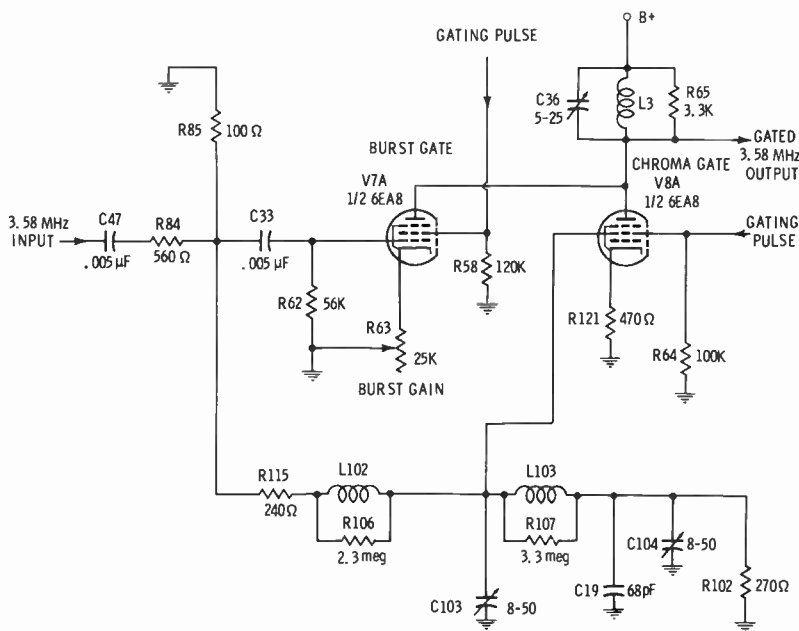 B+
GATING PULSE
C36
5-25
L3
R65
3.3K
R85
100 Ω
BURST GATE
GATED
3.58 MHz
OUTPUT
V7A
1/2 6EA8
CHROMA GATE
V8A
1/2 6EA8
3.58 MHz
INPUT
C47
.005 µF
R84
560 Ω
C33
.005 µF
GATING
PULSE
R58
120K
R62
56K
R63
25K
BURST GAIN
R121
470 Ω
R64
100K
R115
240 Ω
L102
R106
2.3 meg
L103
R107
3.3 meg
C103
8-50
C19
68pF
C104
8-50
R102
270 Ω